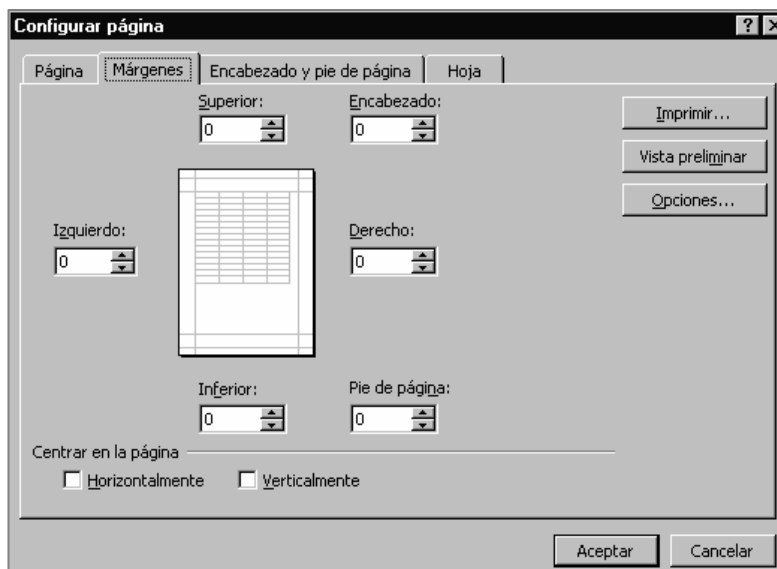 Configurar página
Página Márgenes Encabezado y pie de página Hoja
Superior: Encabezado:
0 0
Imprimir...
Vista preliminar
Opciones...
Izquierdo: Derecho:
0 0
Inferior: Pie de página:
0 0
Centrar en la página
Horizontalmente Verticalmente
Aceptar Cancelar